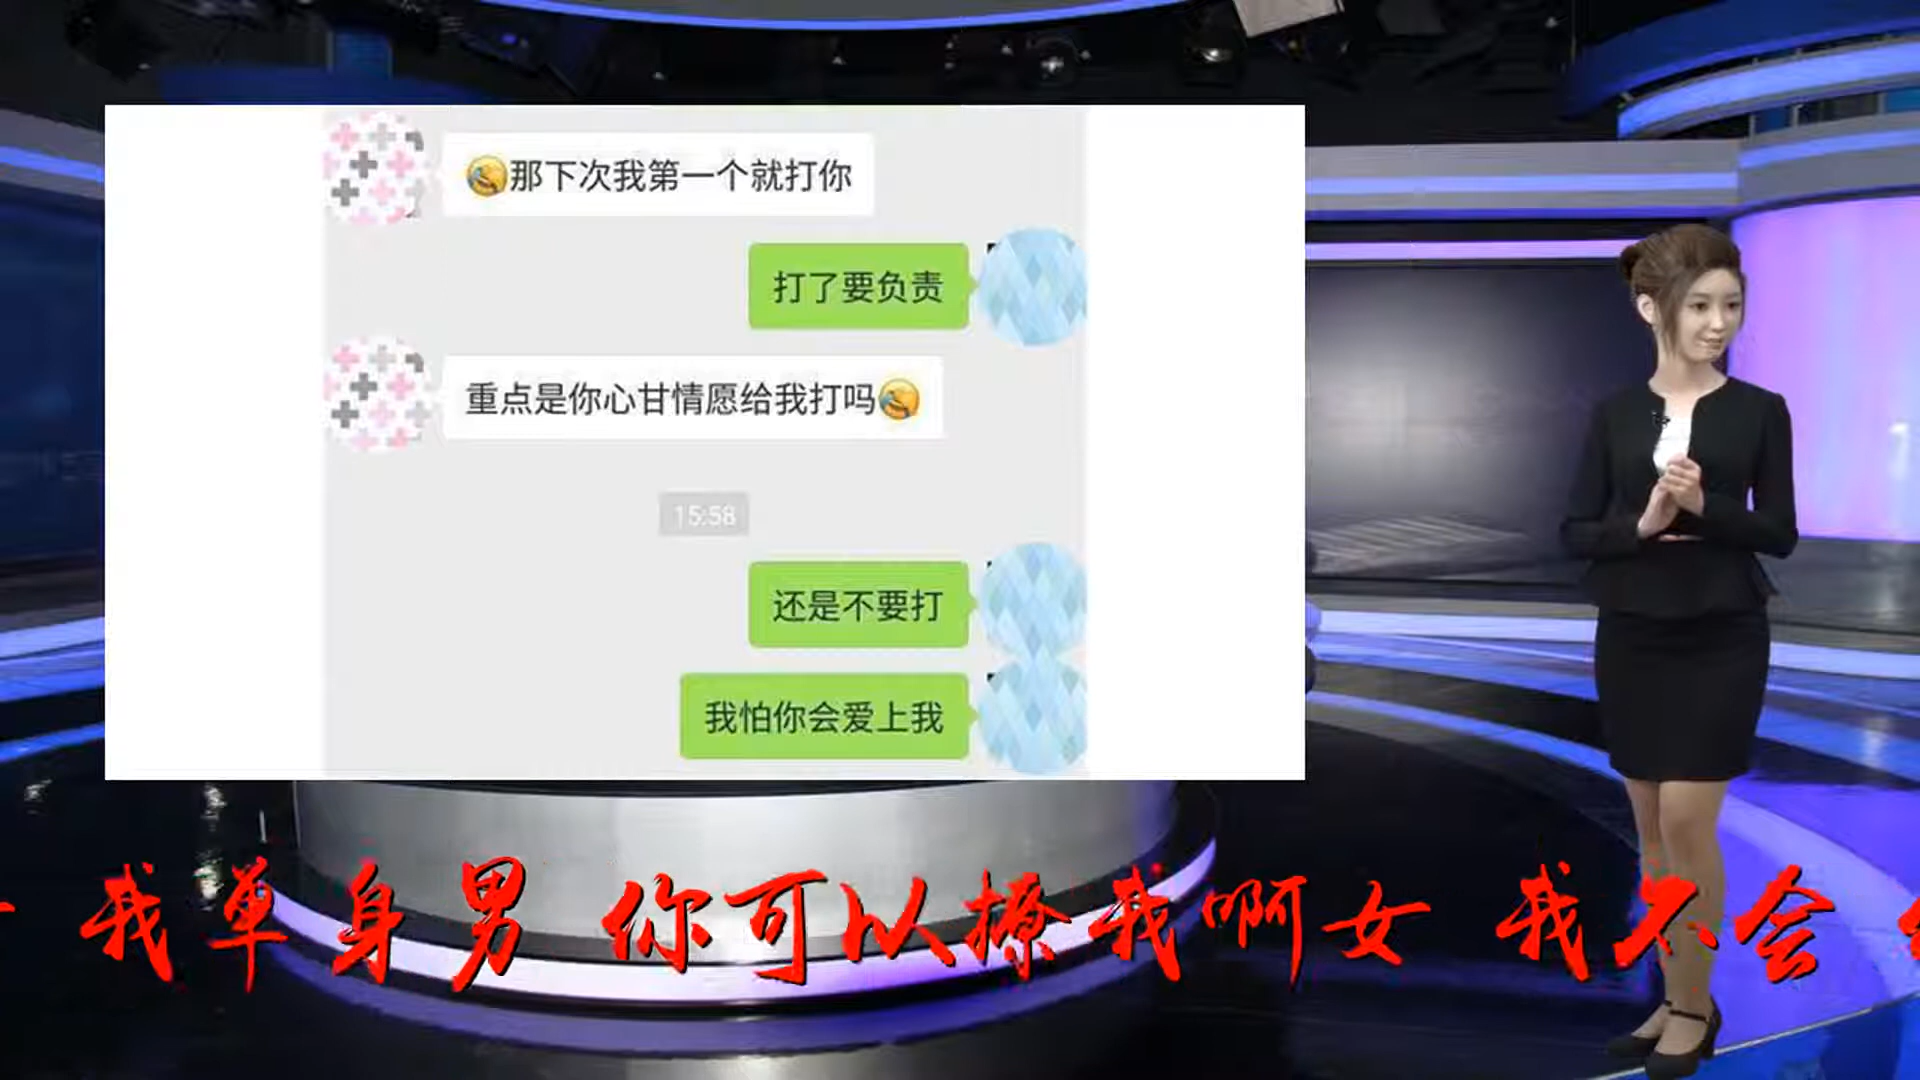 那下次我第一个就打你
打了要负责
重点是你心甘情愿给我打吗
15:58
还是不要打
我怕你会爱上我
我单身男 你可以撩我啊女 我不会